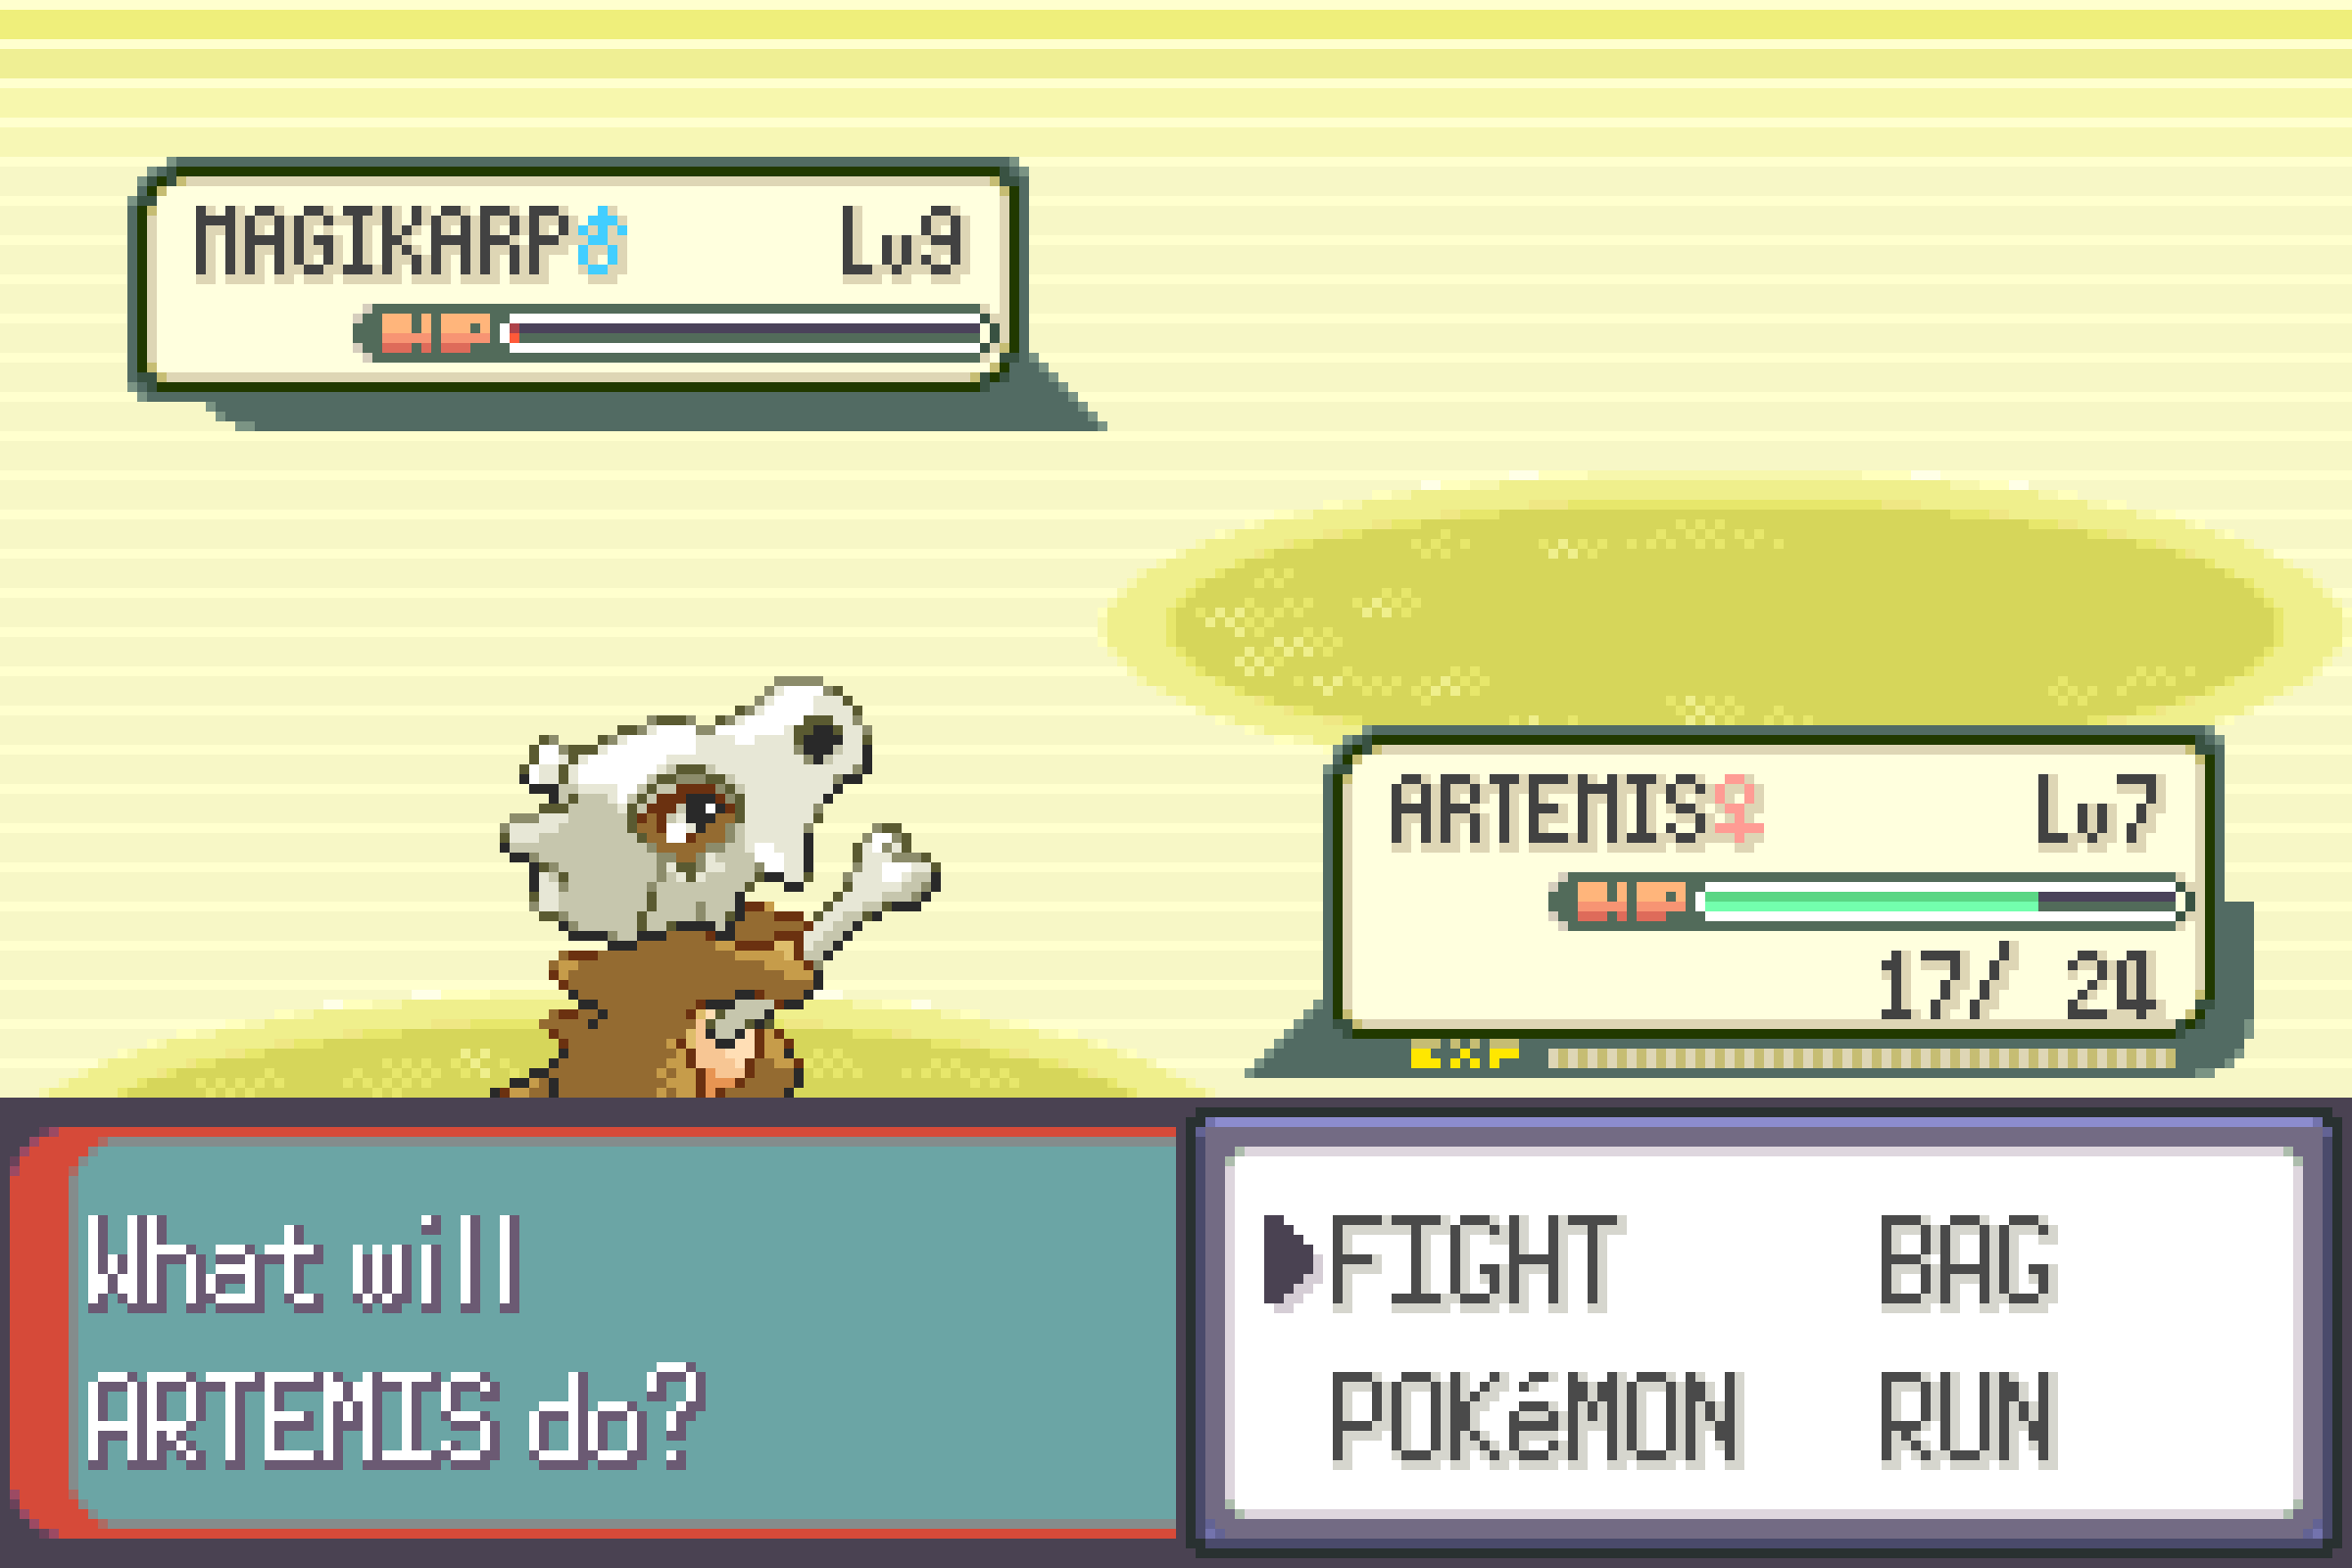 MAGIKARP♂ Lv9
HP
ARTEMIS♀ Lv7
HP
17/ 24
EXP
What will
ARTEMIS do?
FIGHT BAG
POKéMON RUN